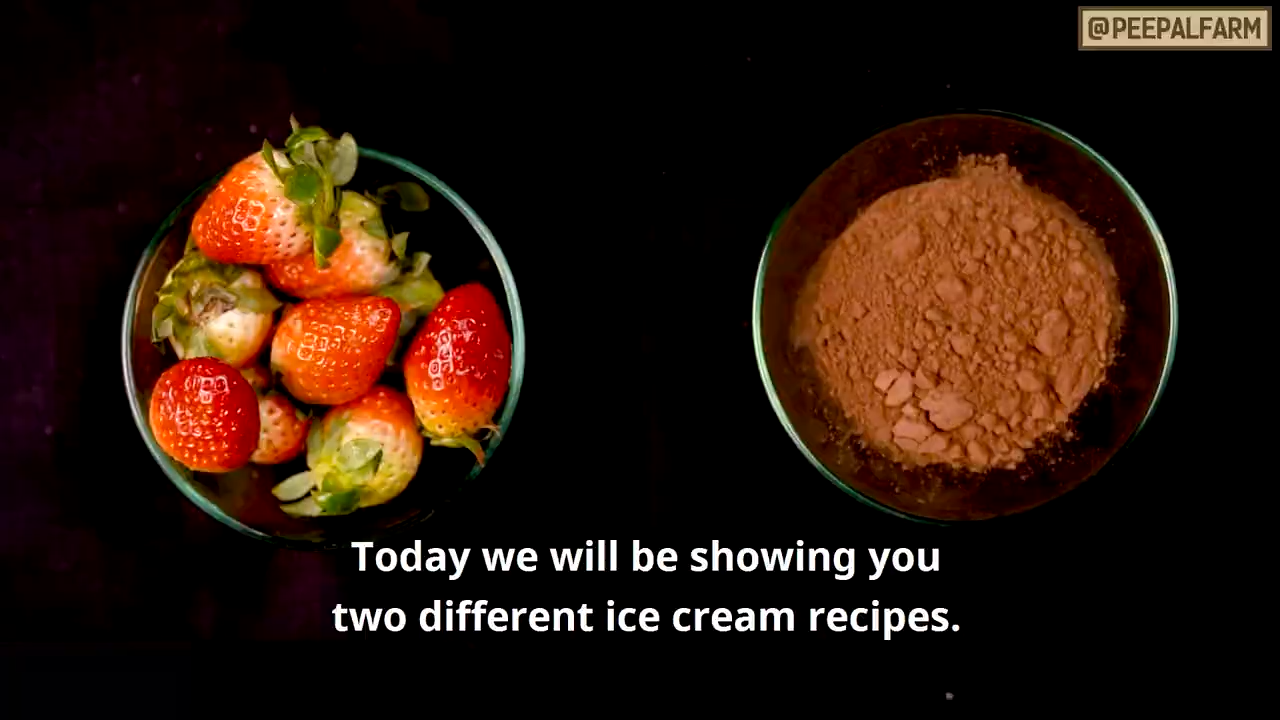 @PEEPALFARM
Today we will be showing you
two different ice cream recipes.